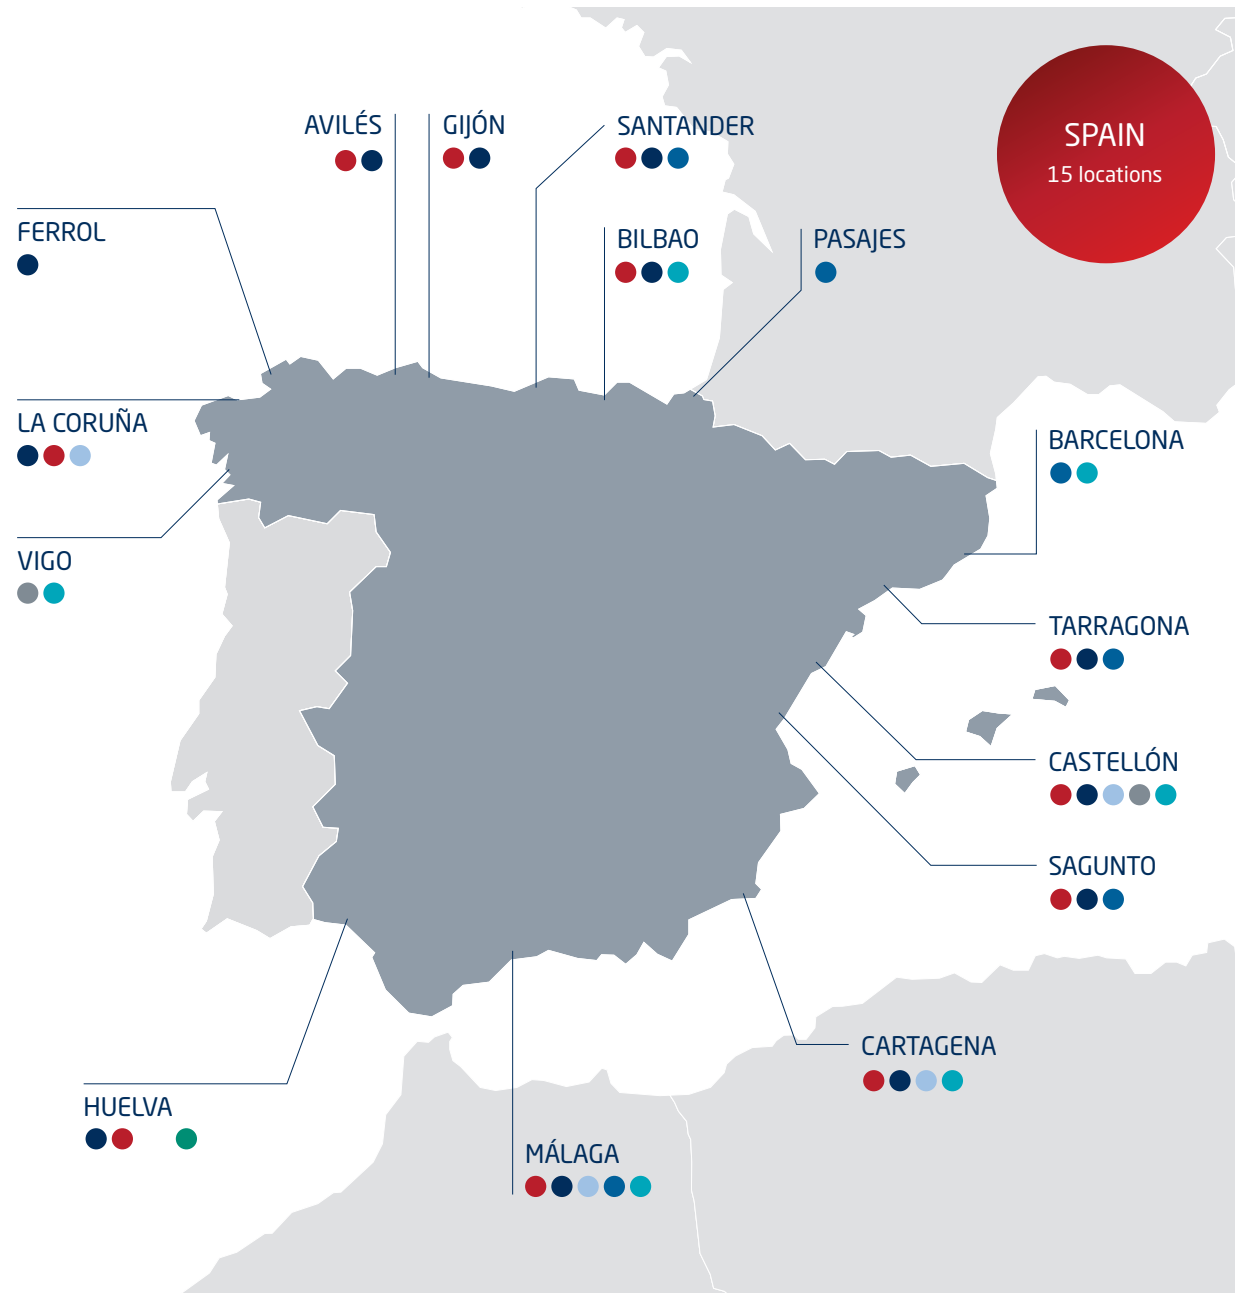 AVILÉS
GIJÓN
SANTANDER
SPAIN
15 locations
FERROL
BILBAO
PASAJES
LA CORUÑA
BARCELONA
VIGO
TARRAGONA
CASTELLÓN
SAGUNTO
CARTAGENA
HUELVA
MÁLAGA